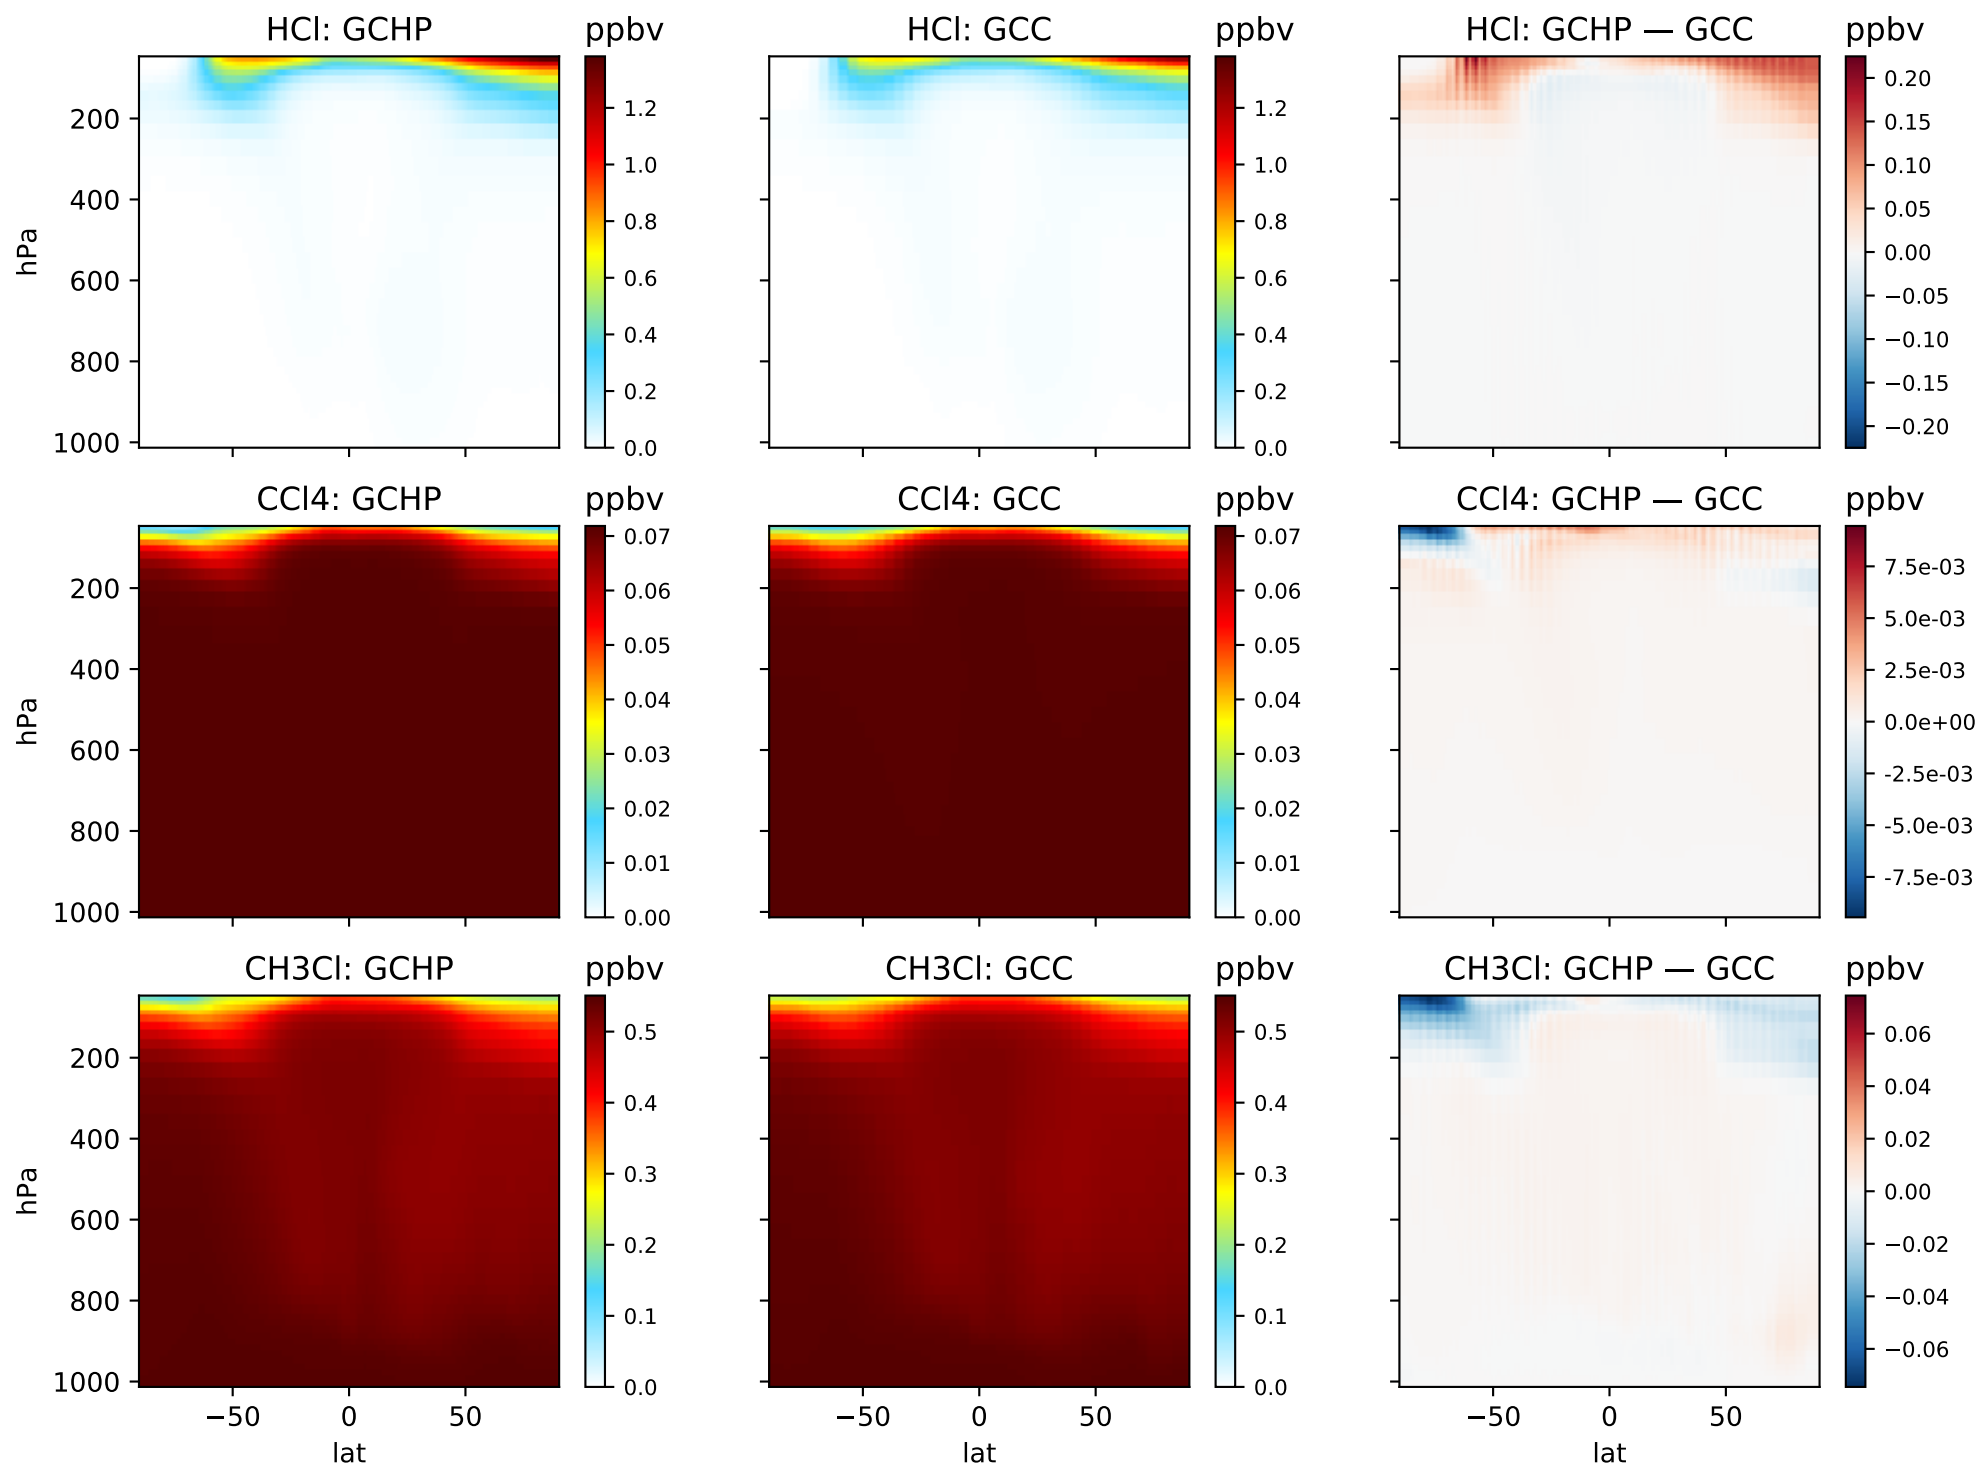 HCl: GCHP
ppbv
HCl: GCC
ppbv
HCl: GCHP — GCC
ppbv
hPa
200
400
600
800
1000
1.2
1.0
0.8
0.6
0.4
0.2
0.0
1.2
1.0
0.8
0.6
0.4
0.2
0.0
0.20
0.15
0.10
0.05
0.00
−0.05
−0.10
−0.15
−0.20
CCl4: GCHP
ppbv
CCl4: GCC
ppbv
CCl4: GCHP — GCC
ppbv
hPa
200
400
600
800
1000
0.07
0.06
0.05
0.04
0.03
0.02
0.01
0.00
0.07
0.06
0.05
0.04
0.03
0.02
0.01
0.00
7.5e-03
5.0e-03
2.5e-03
0.0e+00
-2.5e-03
-5.0e-03
-7.5e-03
CH3Cl: GCHP
ppbv
CH3Cl: GCC
ppbv
CH3Cl: GCHP — GCC
ppbv
hPa
200
400
600
800
1000
0.5
0.4
0.3
0.2
0.1
0.0
0.5
0.4
0.3
0.2
0.1
0.0
0.06
0.04
0.02
0.00
−0.02
−0.04
−0.06
−50 0 50
lat
−50 0 50
lat
−50 0 50
lat